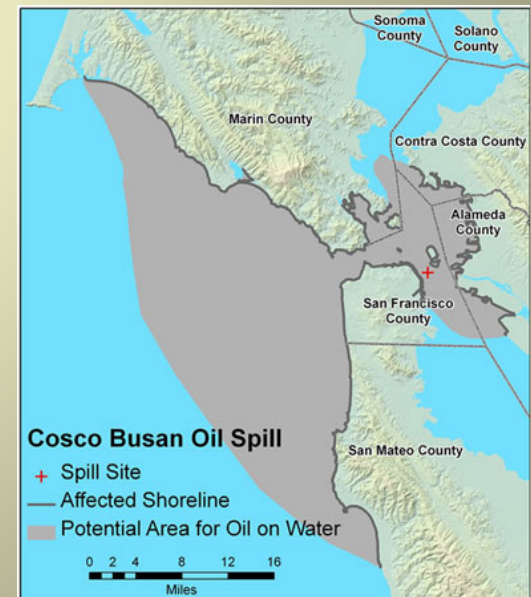 Sonoma
County
Solano
County
Marin County
Contra Costa County
Alameda
County
San Francisco
County
San Mateo County
Cosco Busan Oil Spill
Spill Site
Affected Shoreline
Potential Area for Oil on Water
0 2 4 8 12 16
Miles